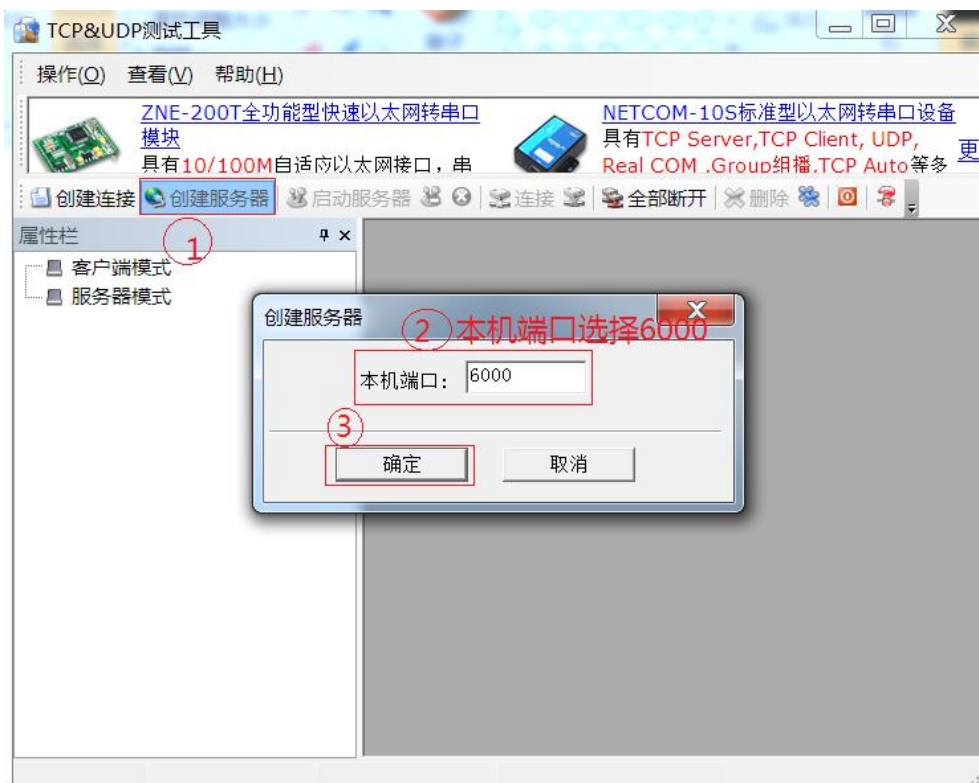 TCP&UDP测试工具
操作(O) 查看(V) 帮助(H)
ZNE-200T全功能型快速以太网转串口
模块
具有10/100M自适应以太网接口，串
NETCOM-10S标准型以太网转串口设备
具有TCP Server,TCP Client, UDP,
Real COM ,Group组播,TCP Auto等多
更
创建连接 创建服务器 启动服务器 连接 全部断开 删除
属性栏
1
客户端模式
服务器模式
创建服务器
2 本机端口选择6000
本机端口： 6000
3
确定 取消